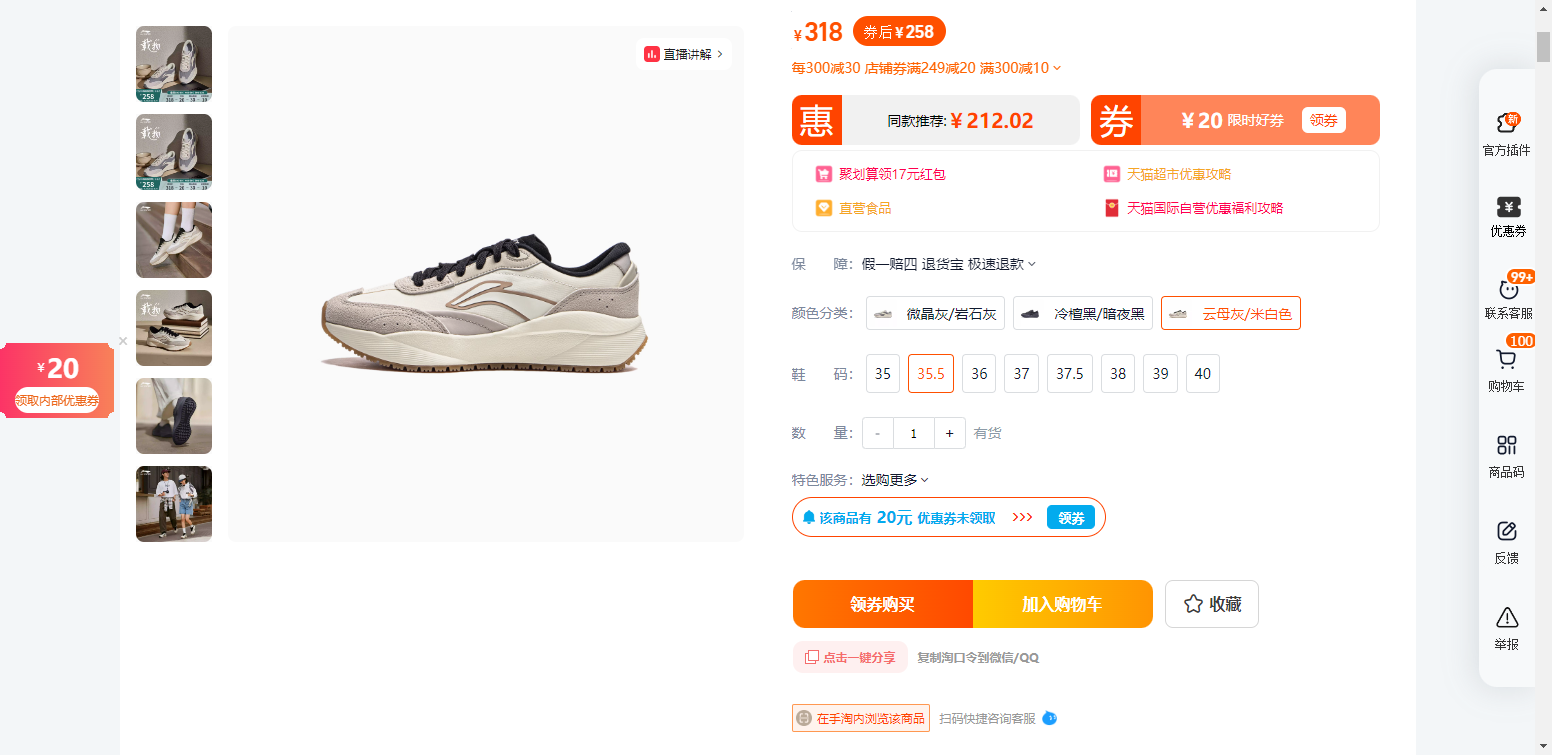 ¥318 券后 ¥258
每300减30 店铺券满249减20 满300减10
直播讲解
惠 同款推荐: ¥ 212.02
券 ¥ 20 限时好券 领券
聚划算领17元红包 天猫超市优惠攻略
直营食品 天猫国际自营优惠福利攻略
保 障: 假一赔四 退货宝 极速退款
颜色分类: 微晶灰/岩石灰 冷檀黑/暗夜黑 云母灰/米白色
鞋 码: 35 35.5 36 37 37.5 38 39 40
数 量: - 1 + 有货
特色服务: 选购更多
该商品有 20元 优惠券未领取 >>> 领券
领券购买 加入购物车 收藏
点击一键分享 复制淘口令到微信/QQ
在手淘内浏览该商品 扫码快捷咨询客服
¥20
领取内部优惠券
新
官方插件
优惠券
99+
联系客服
100
购物车
商品码
反馈
举报
258
258